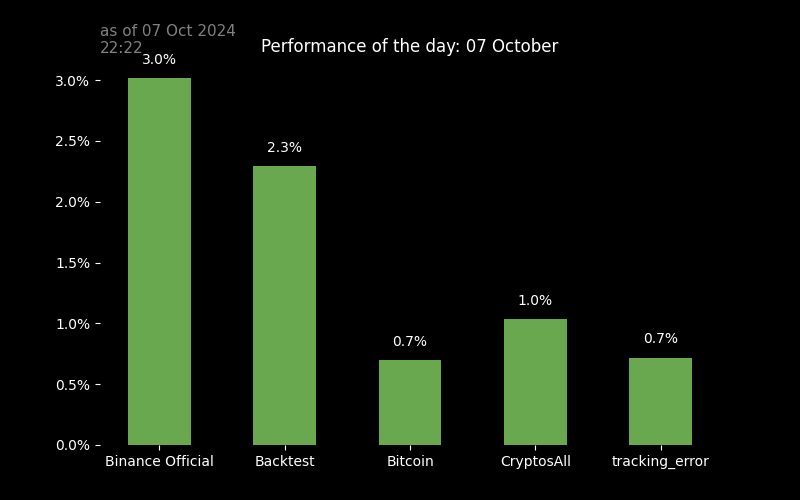 as of 07 Oct 2024
22:22
Performance of the day: 07 October
3.0%
2.5%
2.0%
1.5%
1.0%
0.5%
0.0%
3.0%
2.3%
0.7%
1.0%
0.7%
Binance Official
Backtest
Bitcoin
CryptosAll
tracking_error